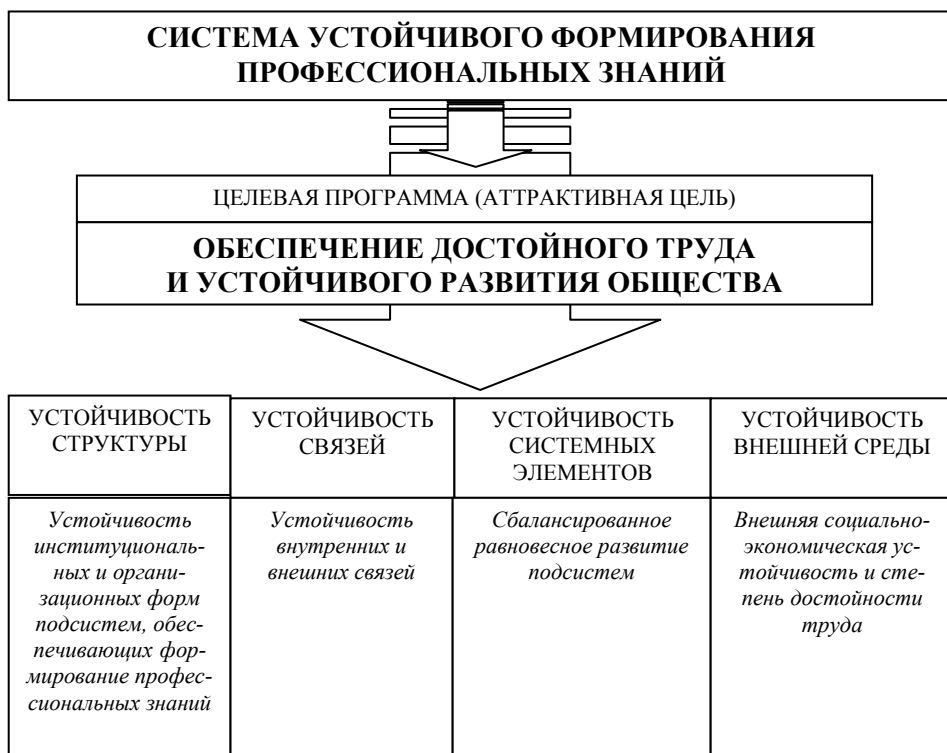 СИСТЕМА УСТОЙЧИВОГО ФОРМИРОВАНИЯ
ПРОФЕССИОНАЛЬНЫХ ЗНАНИЙ
ЦЕЛЕВАЯ ПРОГРАММА (АТТРАКТИВНАЯ ЦЕЛЬ)
ОБЕСПЕЧЕНИЕ ДОСТОЙНОГО ТРУДА
И УСТОЙЧИВОГО РАЗВИТИЯ ОБЩЕСТВА
УСТОЙЧИВОСТЬ
СТРУКТУРЫ
УСТОЙЧИВОСТЬ
СВЯЗЕЙ
УСТОЙЧИВОСТЬ
СИСТЕМНЫХ
ЭЛЕМЕНТОВ
УСТОЙЧИВОСТЬ
ВНЕШНЕЙ СРЕДЫ
Устойчивость
институциональ-
ных и органи-
зационных форм
подсистем, обес-
печивающих фор-
мирование профес-
сиональных знаний
Устойчивость
внутренних и
внешних связей
Сбалансированное
равновесное развитие
подсистем
Внешняя социально-
экономическая ус-
тойчивость и сте-
пень достойности
труда